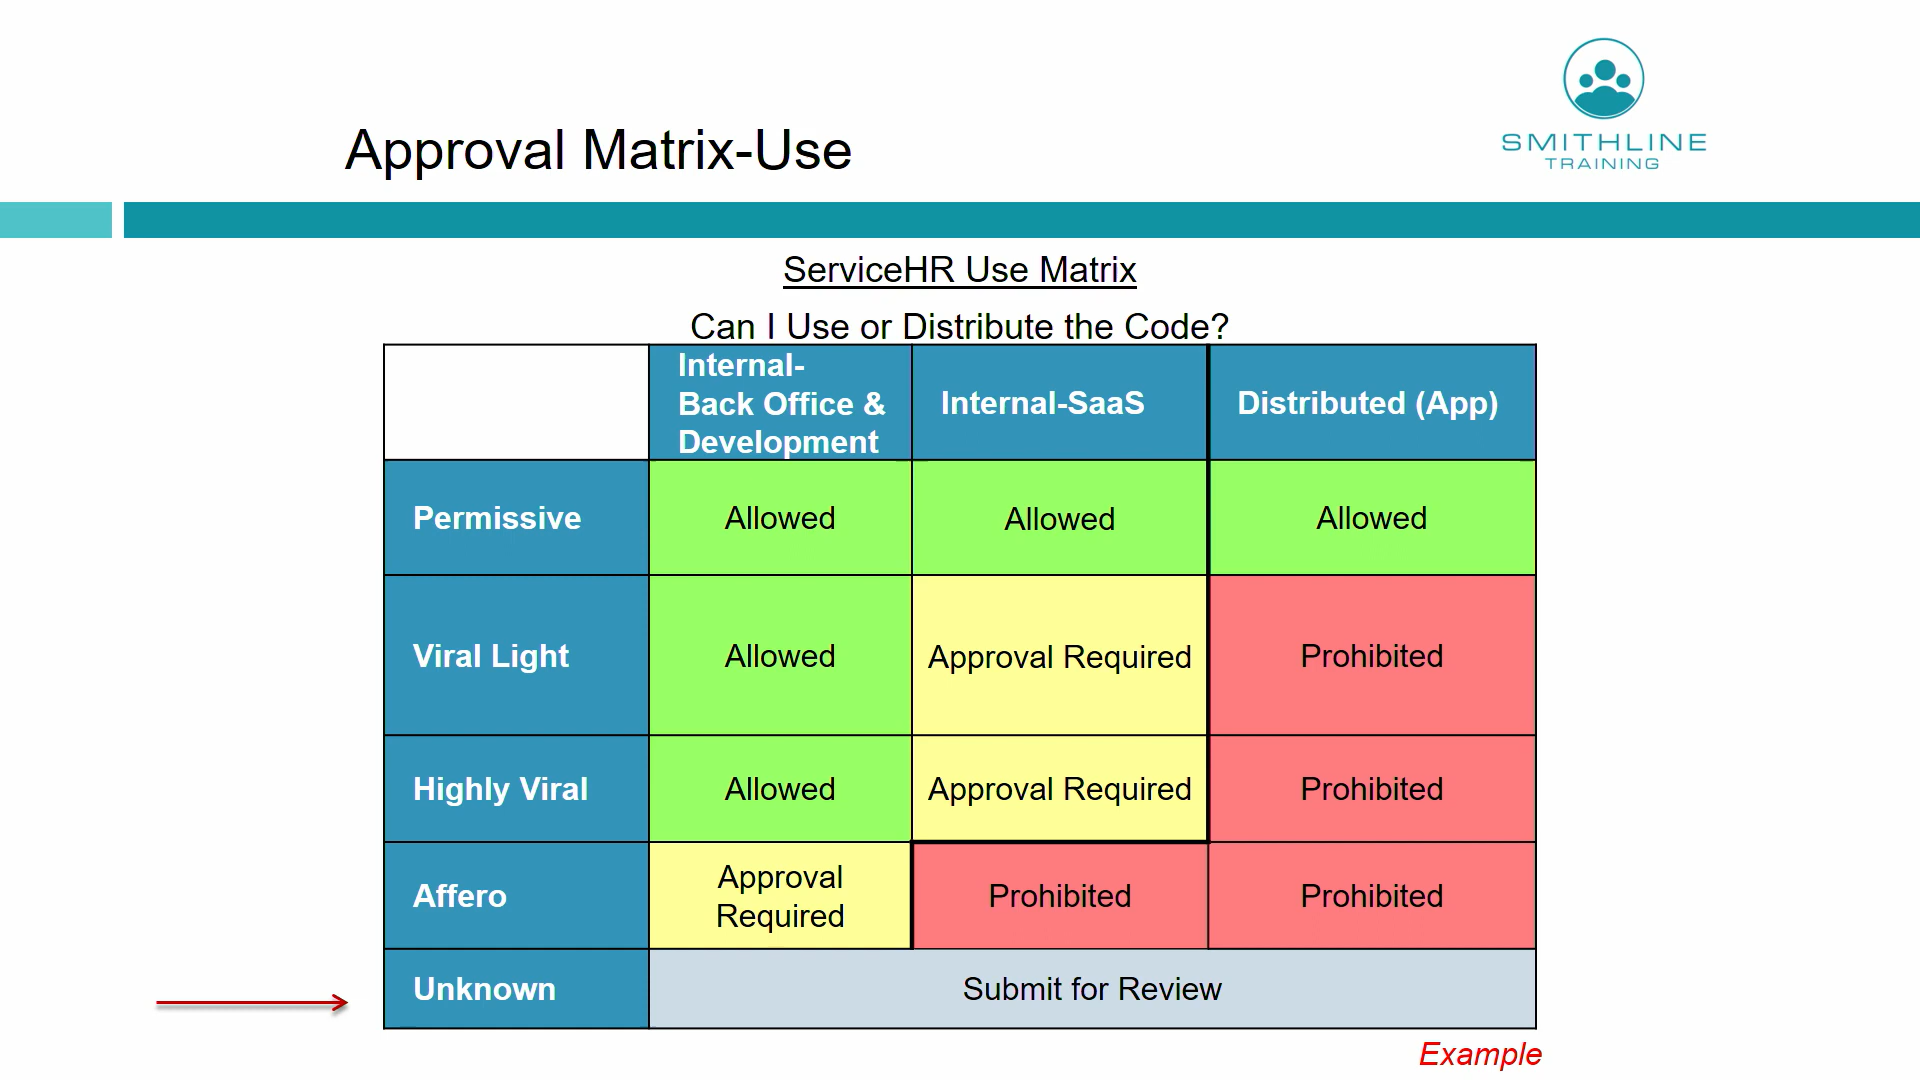 SMITHLINE
TRAINING
Approval Matrix-Use
ServiceHR Use Matrix
Can I Use or Distribute the Code?
Internal-
Back Office &
Development
Internal-SaaS
Distributed (App)
Permissive
Allowed
Allowed
Allowed
Viral Light
Allowed
Approval Required
Prohibited
Highly Viral
Allowed
Approval Required
Prohibited
Affero
Approval
Required
Prohibited
Prohibited
Unknown
Submit for Review
Example